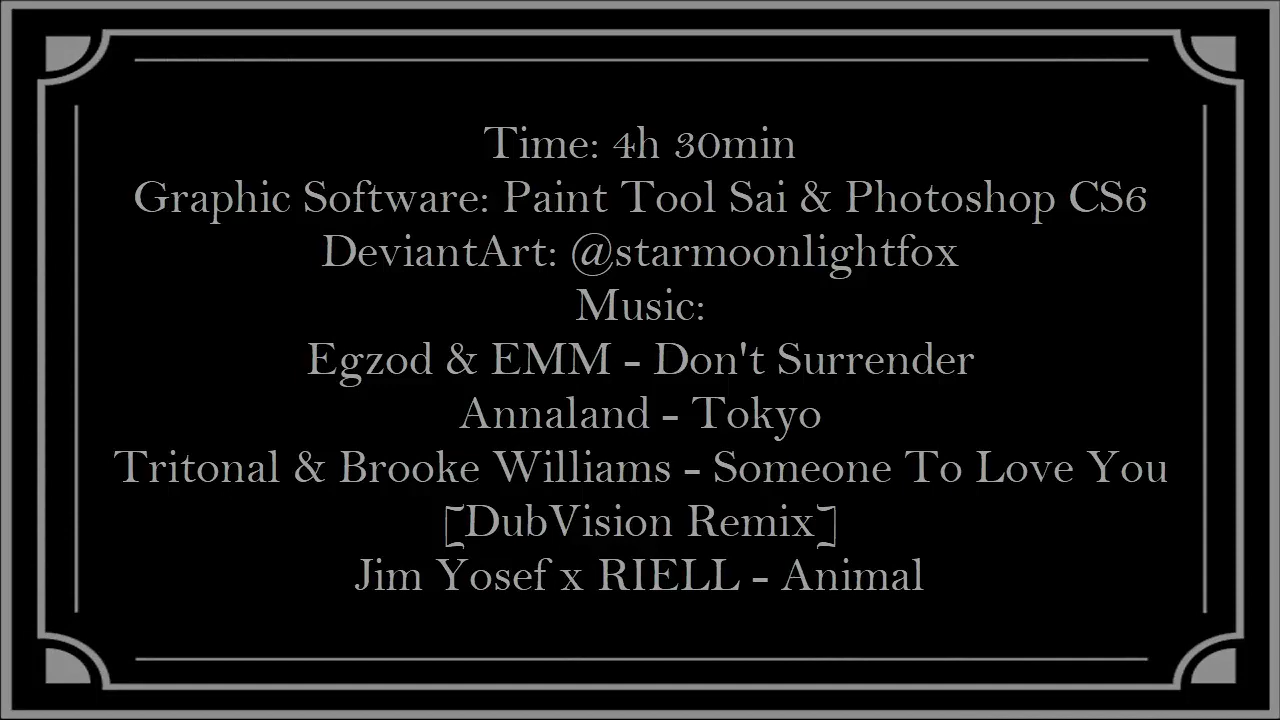 Time: 4h 30min
Graphic Software: Paint Tool Sai & Photoshop CS6
DeviantArt: @starmoonlightfox
Music:
Egzod & EMM - Don't Surrender
Annaland - Tokyo
Tritonal & Brooke Williams - Someone To Love You
[DubVision Remix]
Jim Yosef x RIELL - Animal